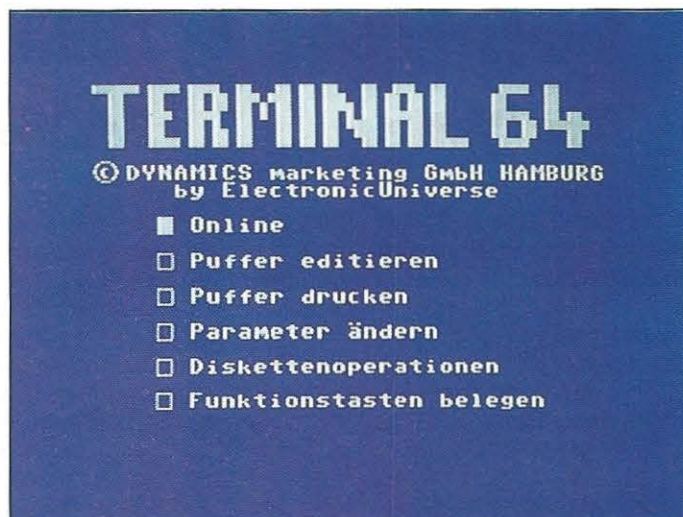 TERMINAL 64
© DYNAMICS marketing GmbH HAMBURG
by ElectronicUniverse
Online
Puffer editieren
Puffer drucken
Parameter ändern
Diskettenoperationen
Funktionstasten belegen